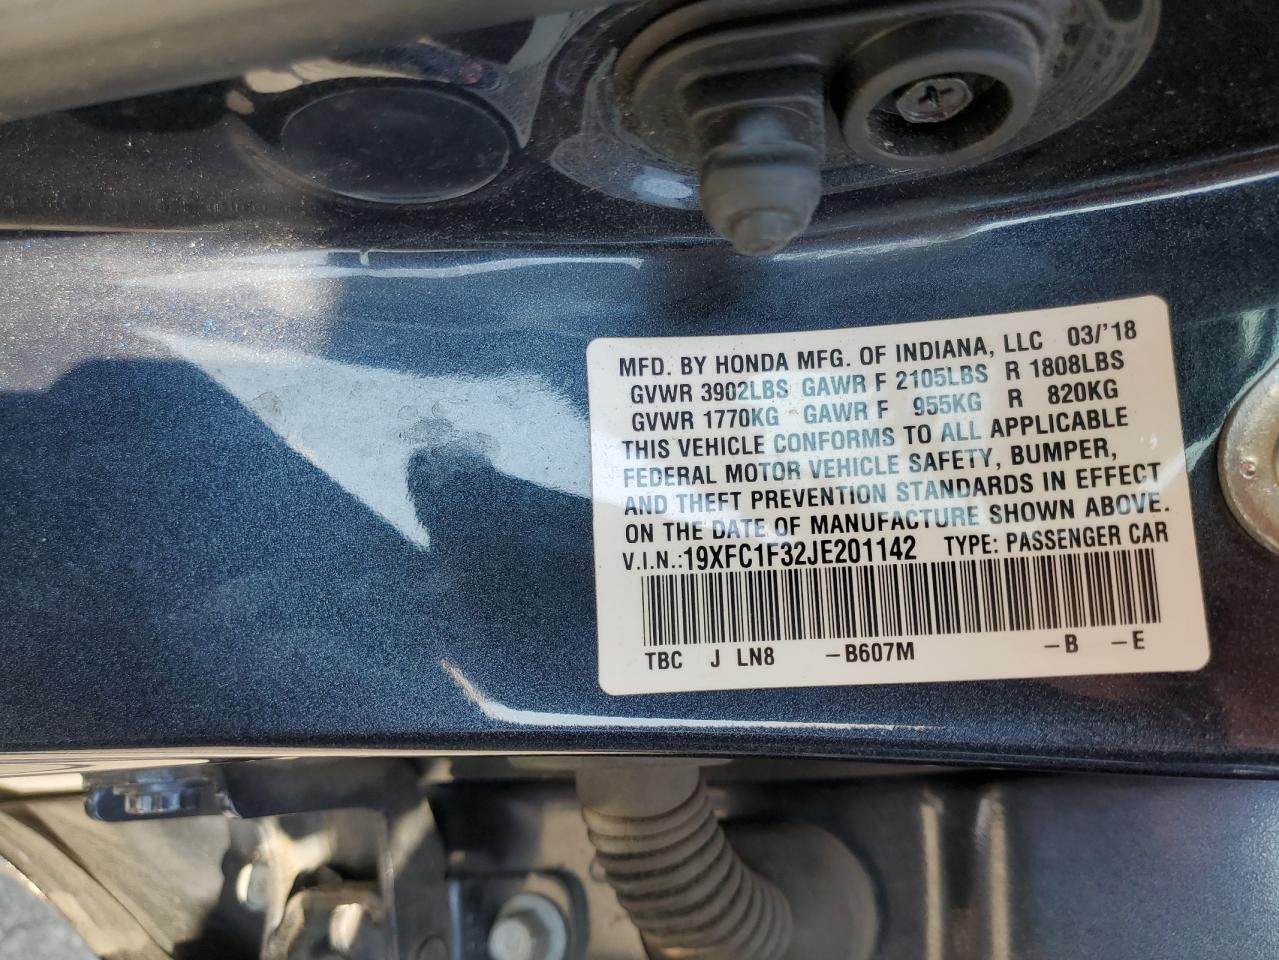 MFD. BY HONDA MFG. OF INDIANA, LLC 03/'18
GVWR 3902LBS GAWR F 2105LBS R 1808LBS
GVWR 1770KG GAWR F 955KG R 820KG
THIS VEHICLE CONFORMS TO ALL APPLICABLE
FEDERAL MOTOR VEHICLE SAFETY, BUMPER,
AND THEFT PREVENTION STANDARDS IN EFFECT
ON THE DATE OF MANUFACTURE SHOWN ABOVE.
V.I.N.:19XFC1F32JE201142 TYPE: PASSENGER CAR
TBC J LN8 -B607M -B -E